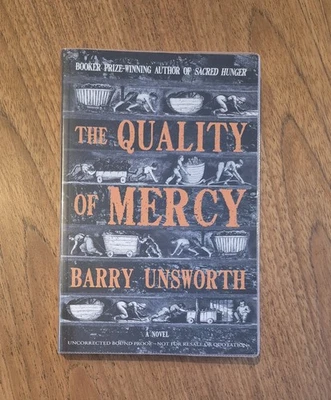 BOOKER PRIZE-WINNING AUTHOR OF SACRED HUNGER
THE QUALITY
OF MERCY
BARRY UNSWORTH
A NOVEL
UNCORRECTED BOUND PROOF – NOT FOR RESALE OR QUOTATION